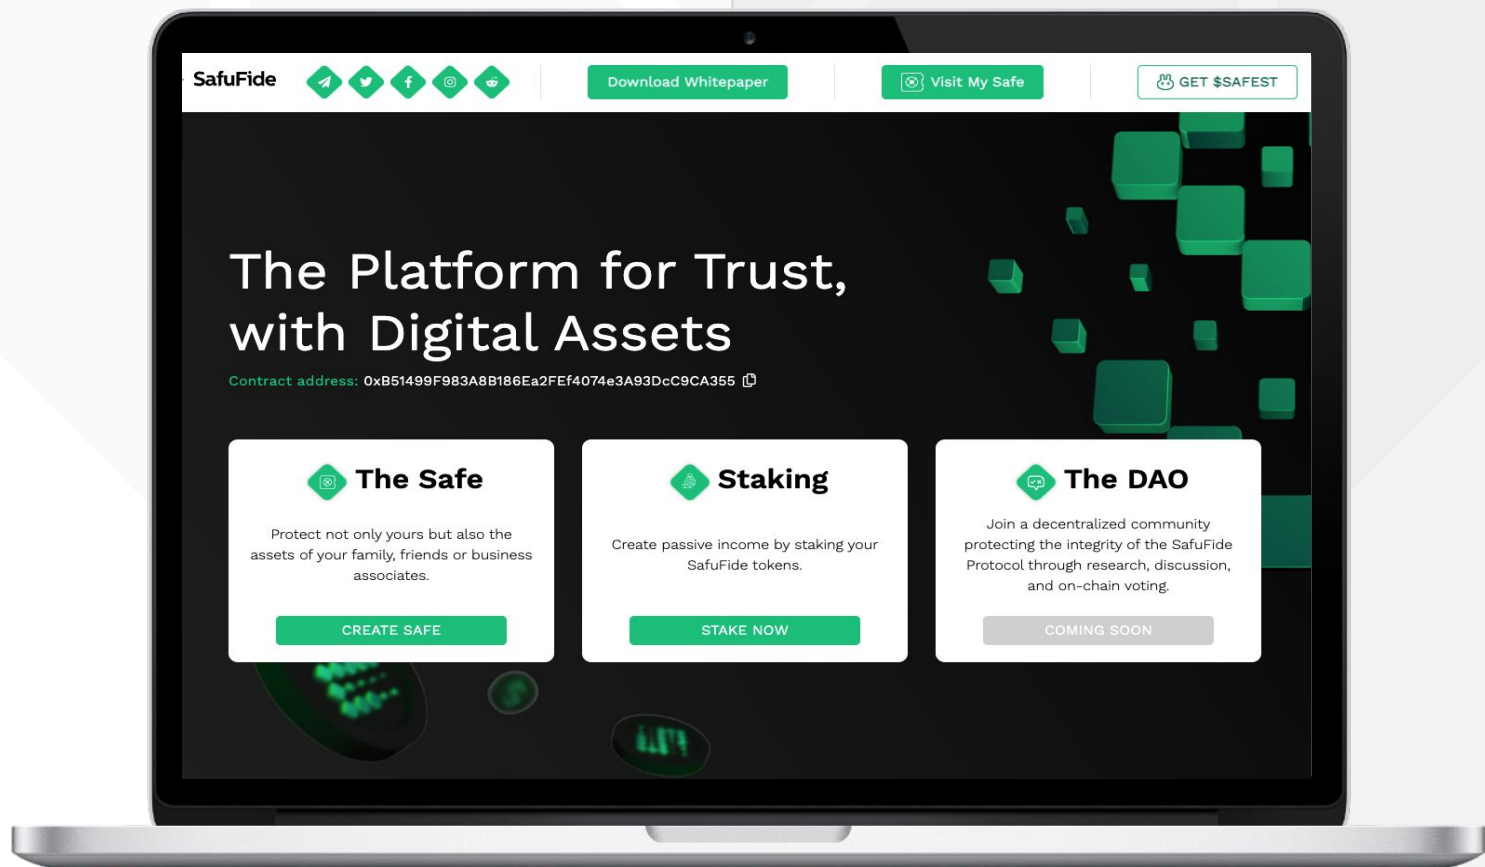 SafuFide
Download Whitepaper
Visit My Safe
GET $SAFEST
The Platform for Trust,
with Digital Assets
Contract address: 0xB51499F983A8B186Ea2FEf4074e3A93DcC9CA355
The Safe
Protect not only yours but also the
assets of your family, friends or business
associates.
CREATE SAFE
Staking
Create passive income by staking your
SafuFide tokens.
STAKE NOW
The DAO
Join a decentralized community
protecting the integrity of the SafuFide
Protocol through research, discussion,
and on-chain voting.
COMING SOON